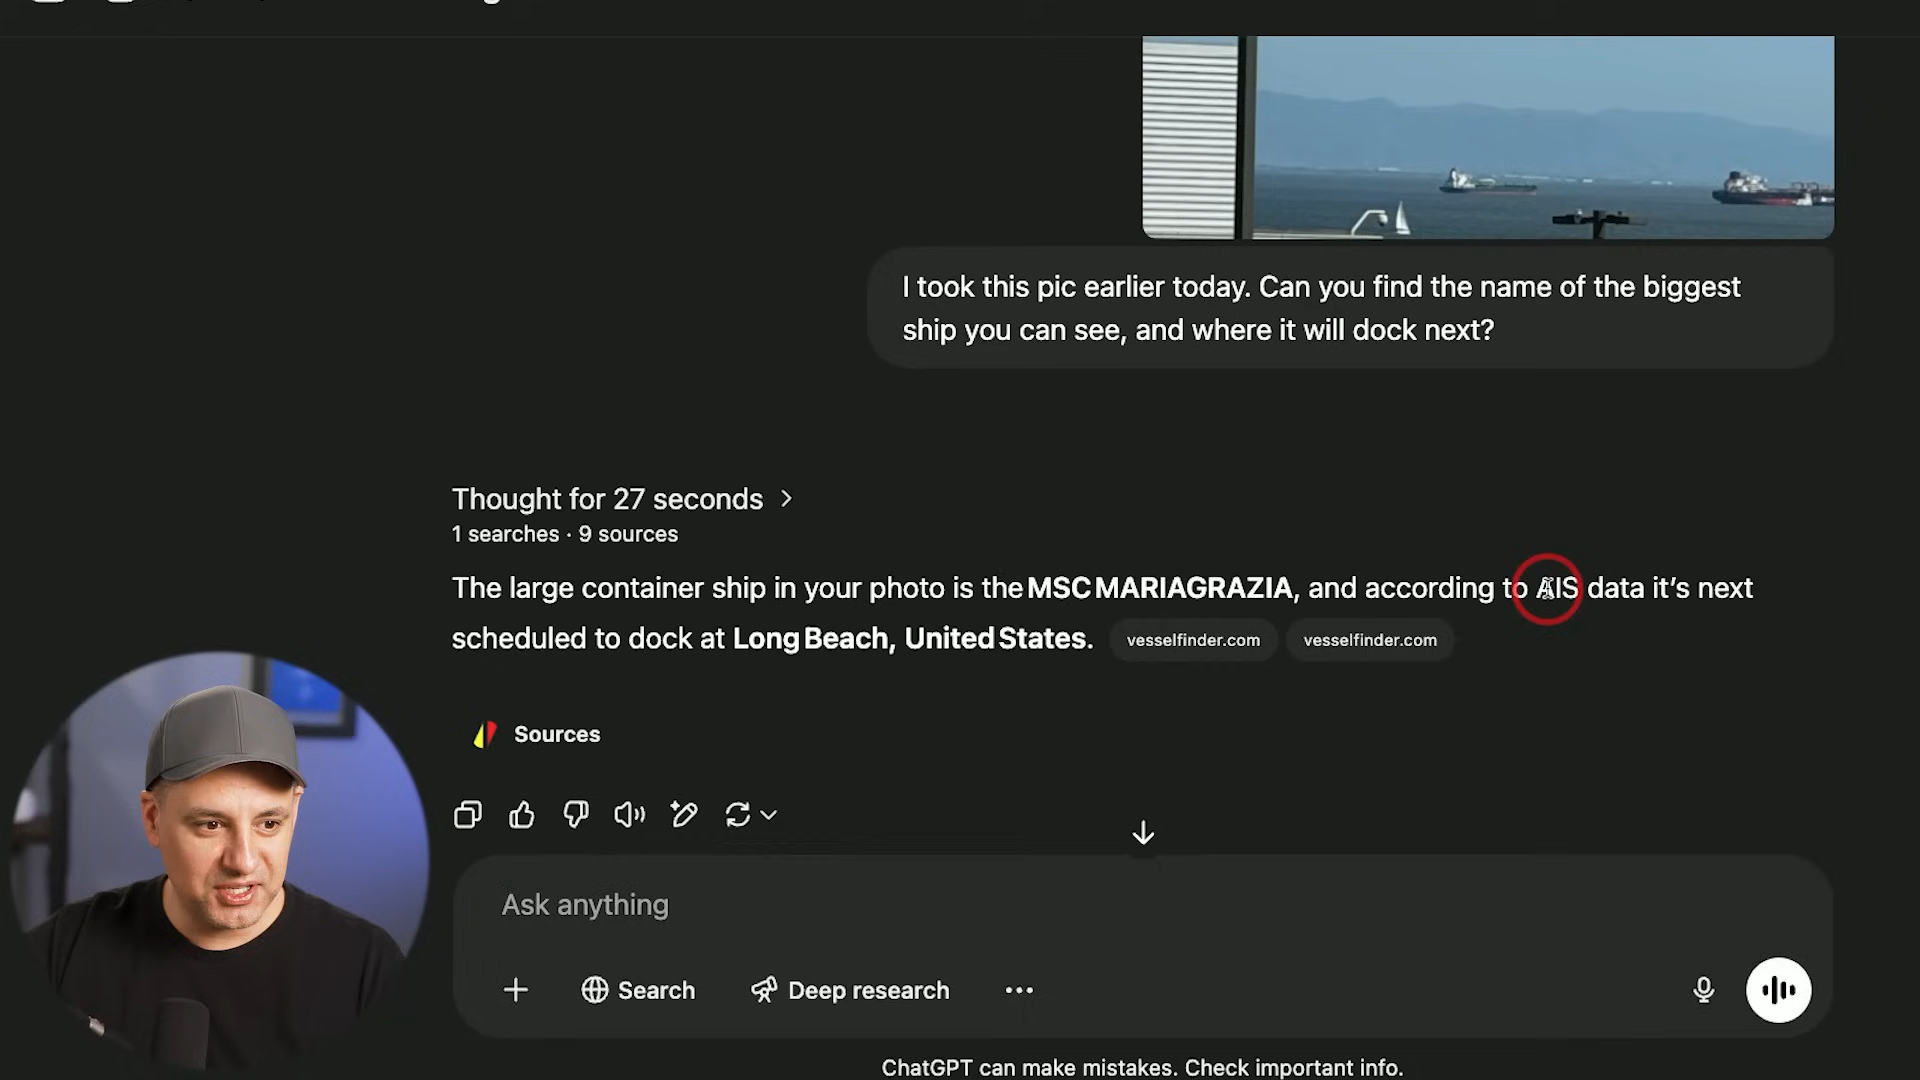 I took this pic earlier today. Can you find the name of the biggest
ship you can see, and where it will dock next?
Thought for 27 seconds
1 searches · 9 sources
The large container ship in your photo is the MSC MARIAGRAZIA, and according to AIS data it's next
scheduled to dock at Long Beach, United States. vesselfinder.com vesselfinder.com
Sources
Ask anything
Search Deep research
ChatGPT can make mistakes. Check important info.